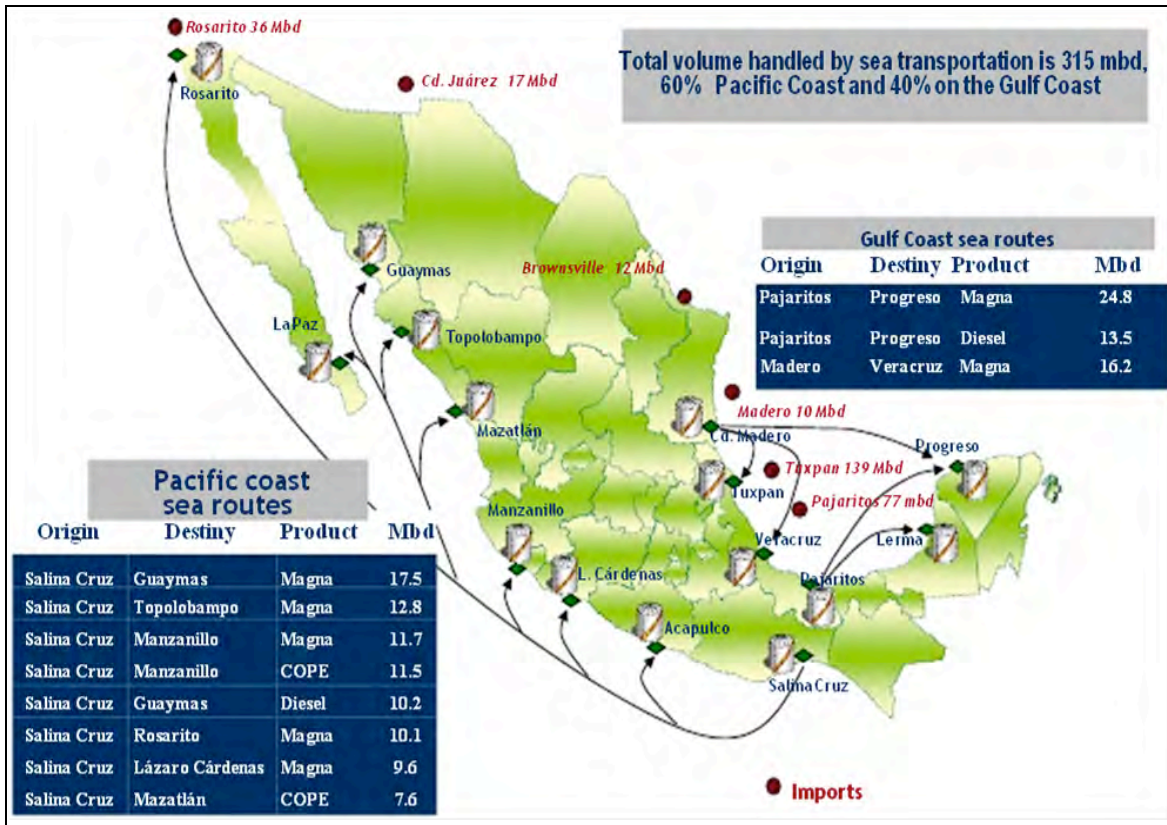 Rosarito 36 Mbd
Rosarito
Cd. Juárez 17 Mbd
Total volume handled by sea transportation is 315 mbd,
60% Pacific Coast and 40% on the Gulf Coast
Guaymas
Brownsville 12 Mbd
La Paz
Topolobampo
Mazatlán
Gulf Coast sea routes
Origin Destiny Product Mbd
Pajaritos Progreso Magna 24.8
Pajaritos Progreso Diesel 13.5
Madero Veracruz Magna 16.2
Madero 10 Mbd
Cd. Madero
Progreso
Tuxpan 139 Mbd
Tuxpan
Pajaritos 77 mbd
Manzanillo
Veracruz
Lerma
L. Cárdenas
Pajaritos
Acapulco
Salina Cruz
Pacific coast
sea routes
Origin Destiny Product Mbd
Salina Cruz Guaymas Magna 17.5
Salina Cruz Topolobampo Magna 12.8
Salina Cruz Manzanillo Magna 11.7
Salina Cruz Manzanillo COPE 11.5
Salina Cruz Guaymas Diesel 10.2
Salina Cruz Rosarito Magna 10.1
Salina Cruz Lázaro Cárdenas Magna 9.6
Salina Cruz Mazatlán COPE 7.6
Imports